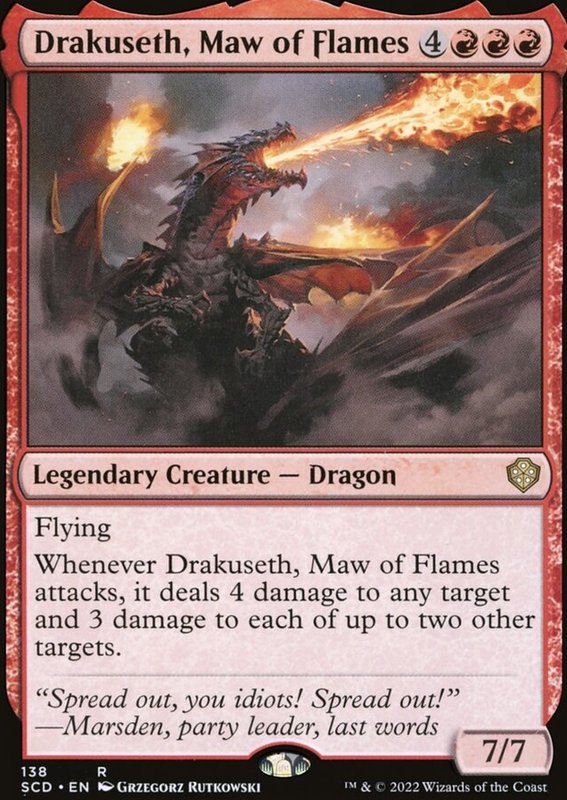 Drakuseth, Maw of Flames 4
Legendary Creature — Dragon
Flying
Whenever Drakuseth, Maw of Flames
attacks, it deals 4 damage to any target
and 3 damage to each of up to two other
targets.
“Spread out, you idiots! Spread out!”
—Marsden, party leader, last words
7/7
138 R
SCD • EN Grzegorz Rutkowski
™ & © 2022 Wizards of the Coast